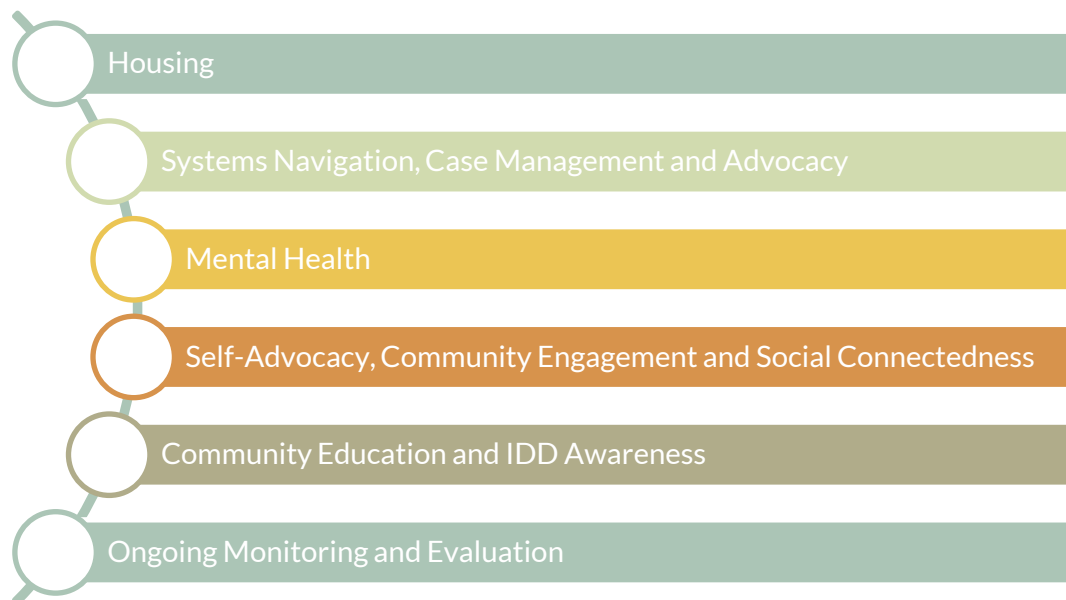 Housing
Systems Navigation, Case Management and Advocacy
Mental Health
Self-Advocacy, Community Engagement and Social Connectedness
Community Education and IDD Awareness
Ongoing Monitoring and Evaluation